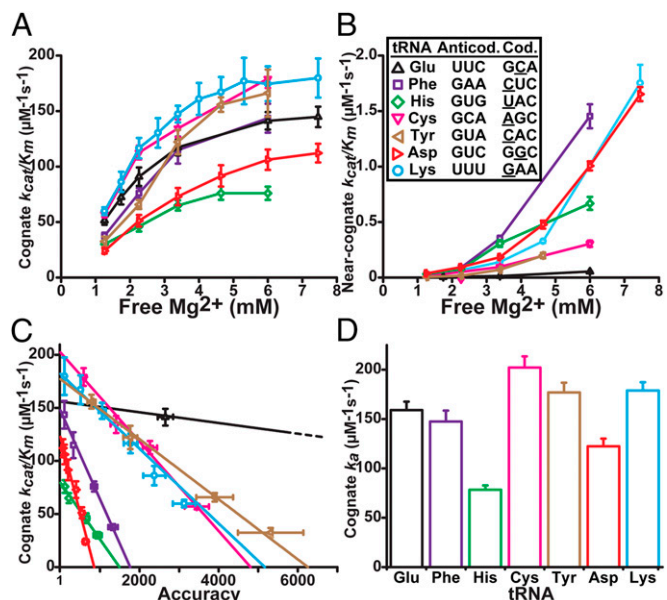 A
Cognate kcat/Km (µM⁻¹s⁻¹)
200
150
100
50
0
0 1 2 3 4 5 6 7 8
Free Mg2+ (mM)
B
Near-cognate kcat/Km (µM⁻¹s⁻¹)
2.0
1.5
1.0
0.5
0
0 1 2 3 4 5 6 7 8
Free Mg2+ (mM)
tRNA Anticod. Cod.
Glu UUC GCA
Phe GAA CUC
His GUG UAC
Cys GCA AGC
Tyr GUA CAC
Asp GUC GGC
Lys UUU GAA
C
Cognate kcat/Km (µM⁻¹s⁻¹)
200
150
100
50
0
1 2000 4000 6000
Accuracy
D
Cognate ka (µM⁻¹s⁻¹)
200
150
100
50
0
Glu Phe His Cys Tyr Asp Lys
tRNA